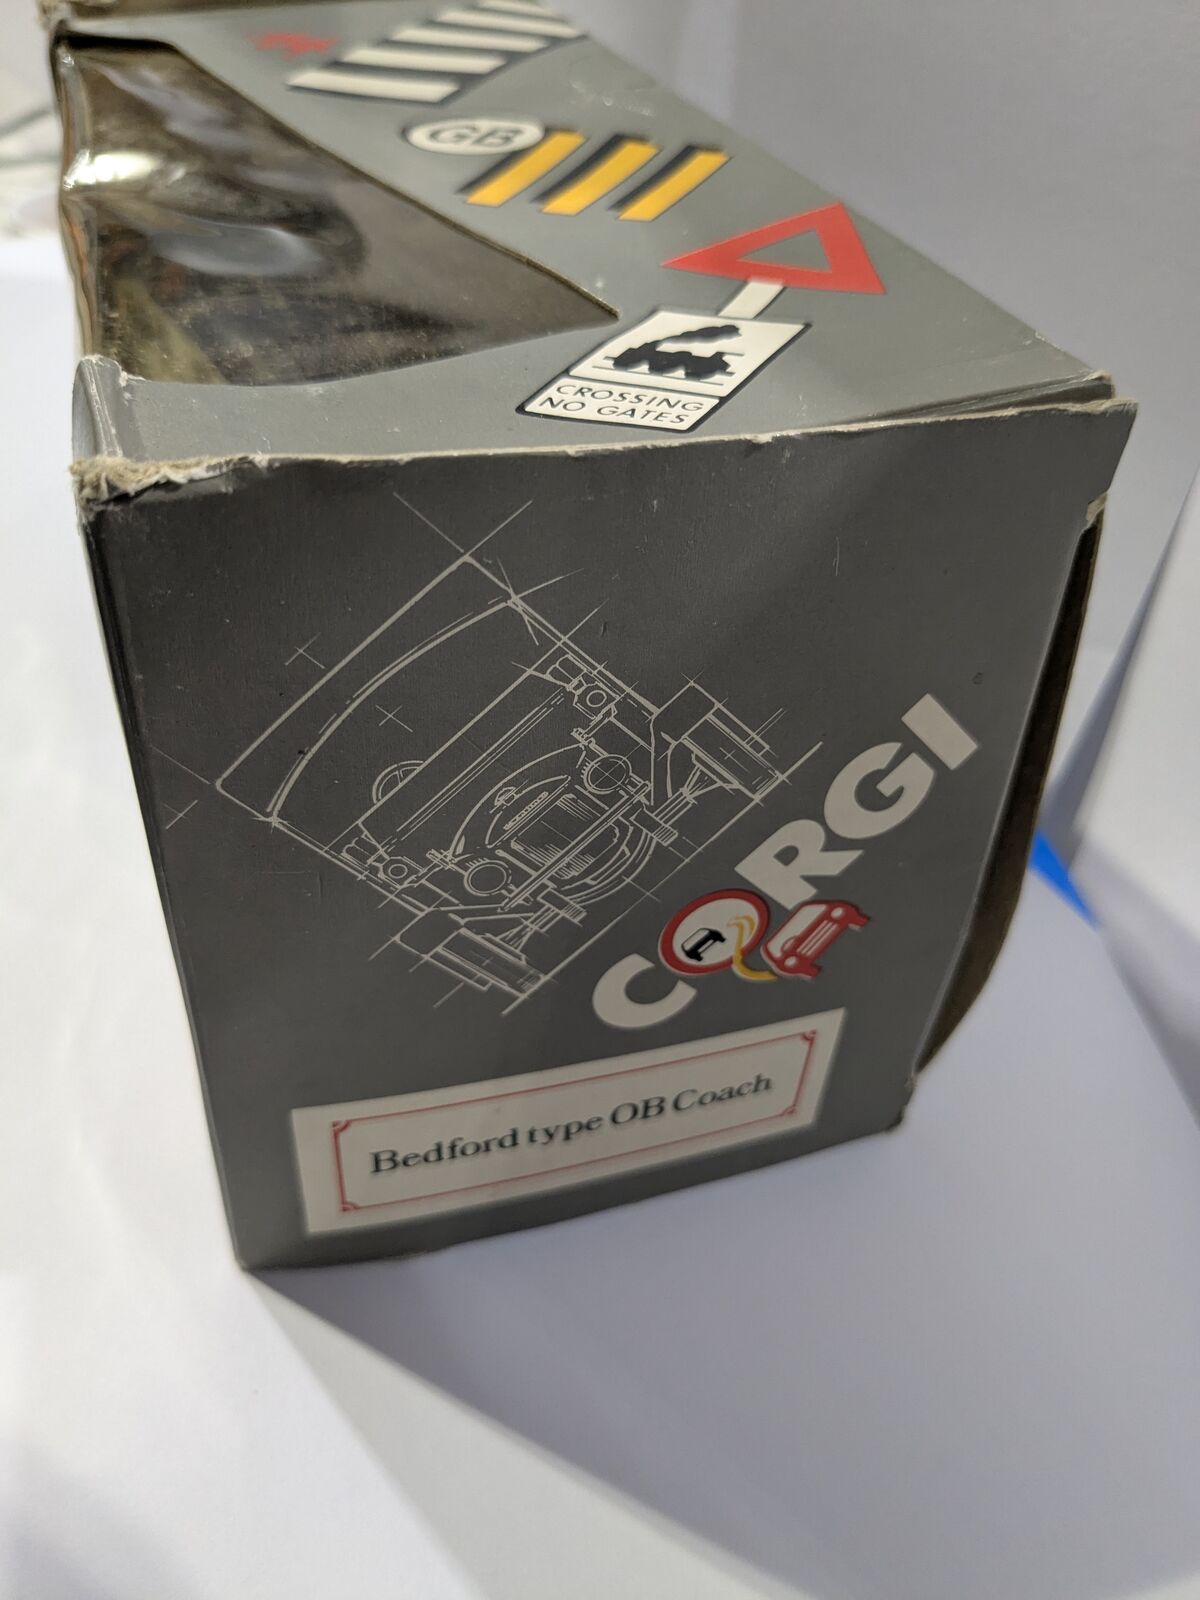 GB
CROSSING
NO GATES
CORGI
Bedford type OB Coach